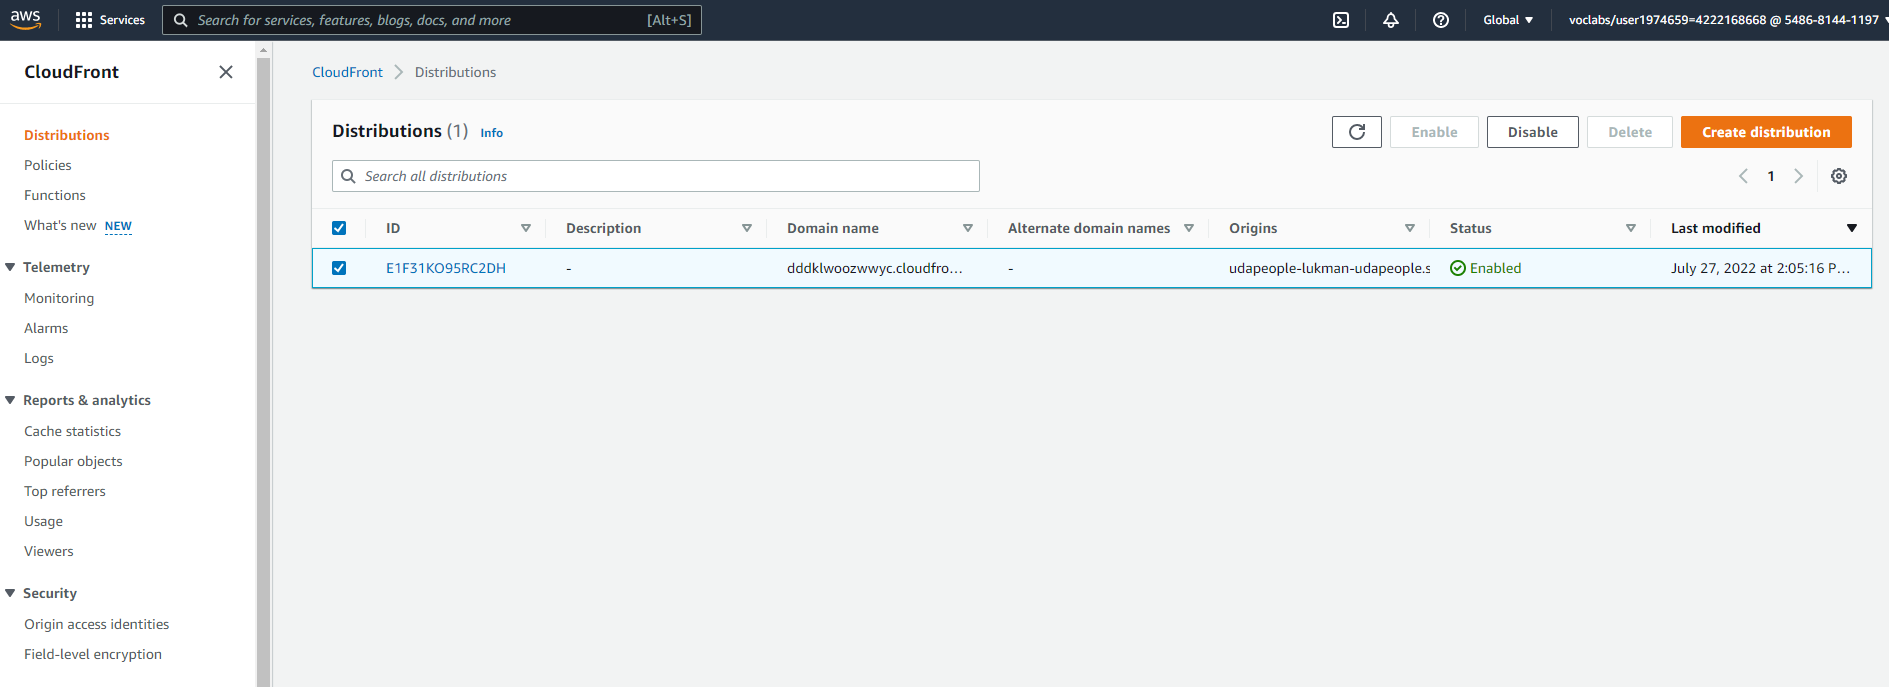 aws Services Search for services, features, blogs, docs, and more [Alt+S] Global voclabs/user1974659=4222168668 @ 5486-8144-1197
CloudFront
Distributions
Policies
Functions
What's new NEW
Telemetry
Monitoring
Alarms
Logs
Reports & analytics
Cache statistics
Popular objects
Top referrers
Usage
Viewers
Security
Origin access identities
Field-level encryption
CloudFront Distributions
Distributions (1) Info Enable Disable Delete Create distribution
Search all distributions 1
ID Description Domain name Alternate domain names Origins Status Last modified
E1F31KO95RC2DH - dddklwoozwwyc.cloudfro... - udapeople-lukman-udapeople.s Enabled July 27, 2022 at 2:05:16 P...